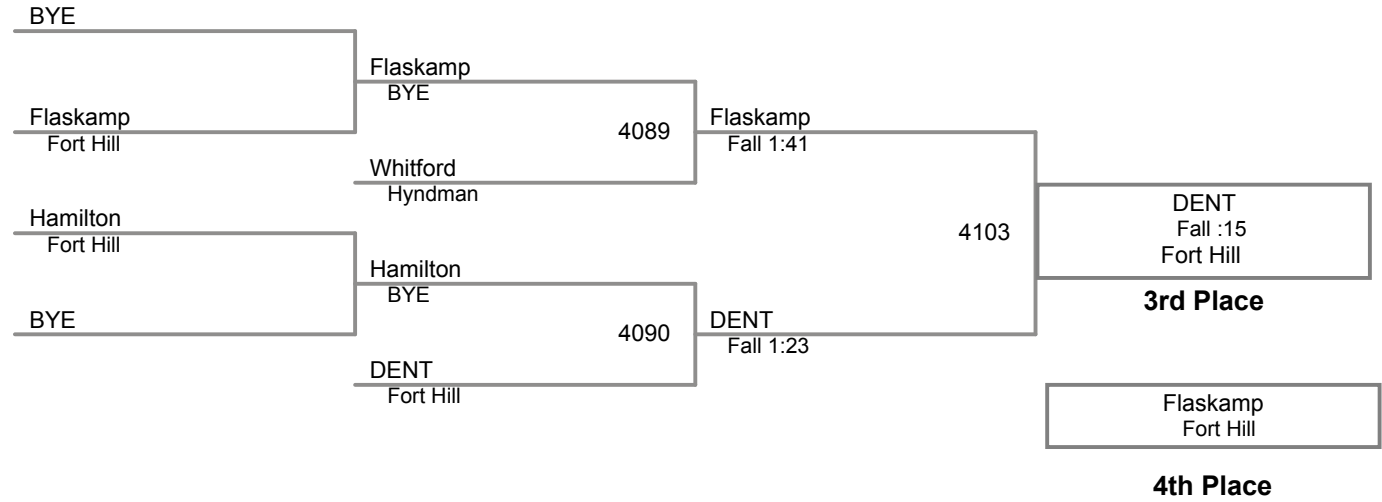 BYE
Flaskamp
BYE
Flaskamp
Fort Hill
4089
Flaskamp
Fall 1:41
Whitford
Hyndman
Hamilton
Fort Hill
4103
DENT
Fall :15
Fort Hill
3rd Place
Hamilton
BYE
BYE
4090
DENT
Fall 1:23
DENT
Fort Hill
Flaskamp
Fort Hill
4th Place